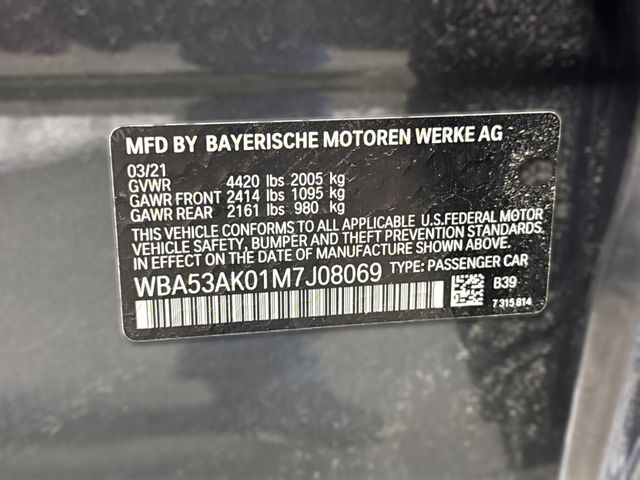 MFD BY BAYERISCHE MOTOREN WERKE AG
03/21
GVWR 4420 lbs 2005 kg
GAWR FRONT 2414 lbs 1095 kg
GAWR REAR 2161 lbs 980 kg
THIS VEHICLE CONFORMS TO ALL APPLICABLE U.S.FEDERAL MOTOR
VEHICLE SAFETY, BUMPER, AND THEFT PREVENTION STANDARDS
IN EFFECT ON THE DATE OF MANUFACTURE SHOWN ABOVE.
WBA53AK01M7J08069 TYPE: PASSENGER CAR
B39
7 315 814